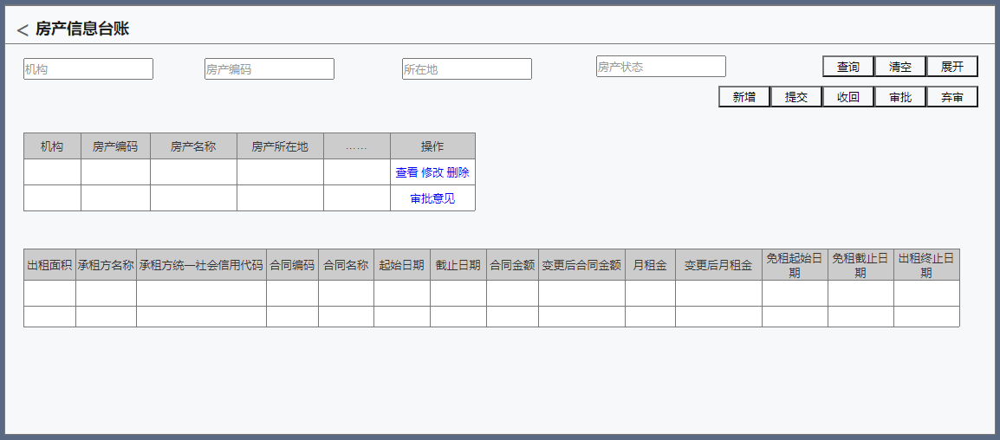 < 房产信息台账
机构 房产编码 所在地 房产状态 查询 清空 展开
新增 提交 收回 审批 弃审
机构 房产编码 房产名称 房产所在地 …… 操作
查看 修改 删除
审批意见
出租面积 承租方名称 承租方统一社会信用代码 合同编码 合同名称 起始日期 截止日期 合同金额 变更后合同金额 月租金 变更后月租金 免租起始日期 免租截止日期 出租终止日期